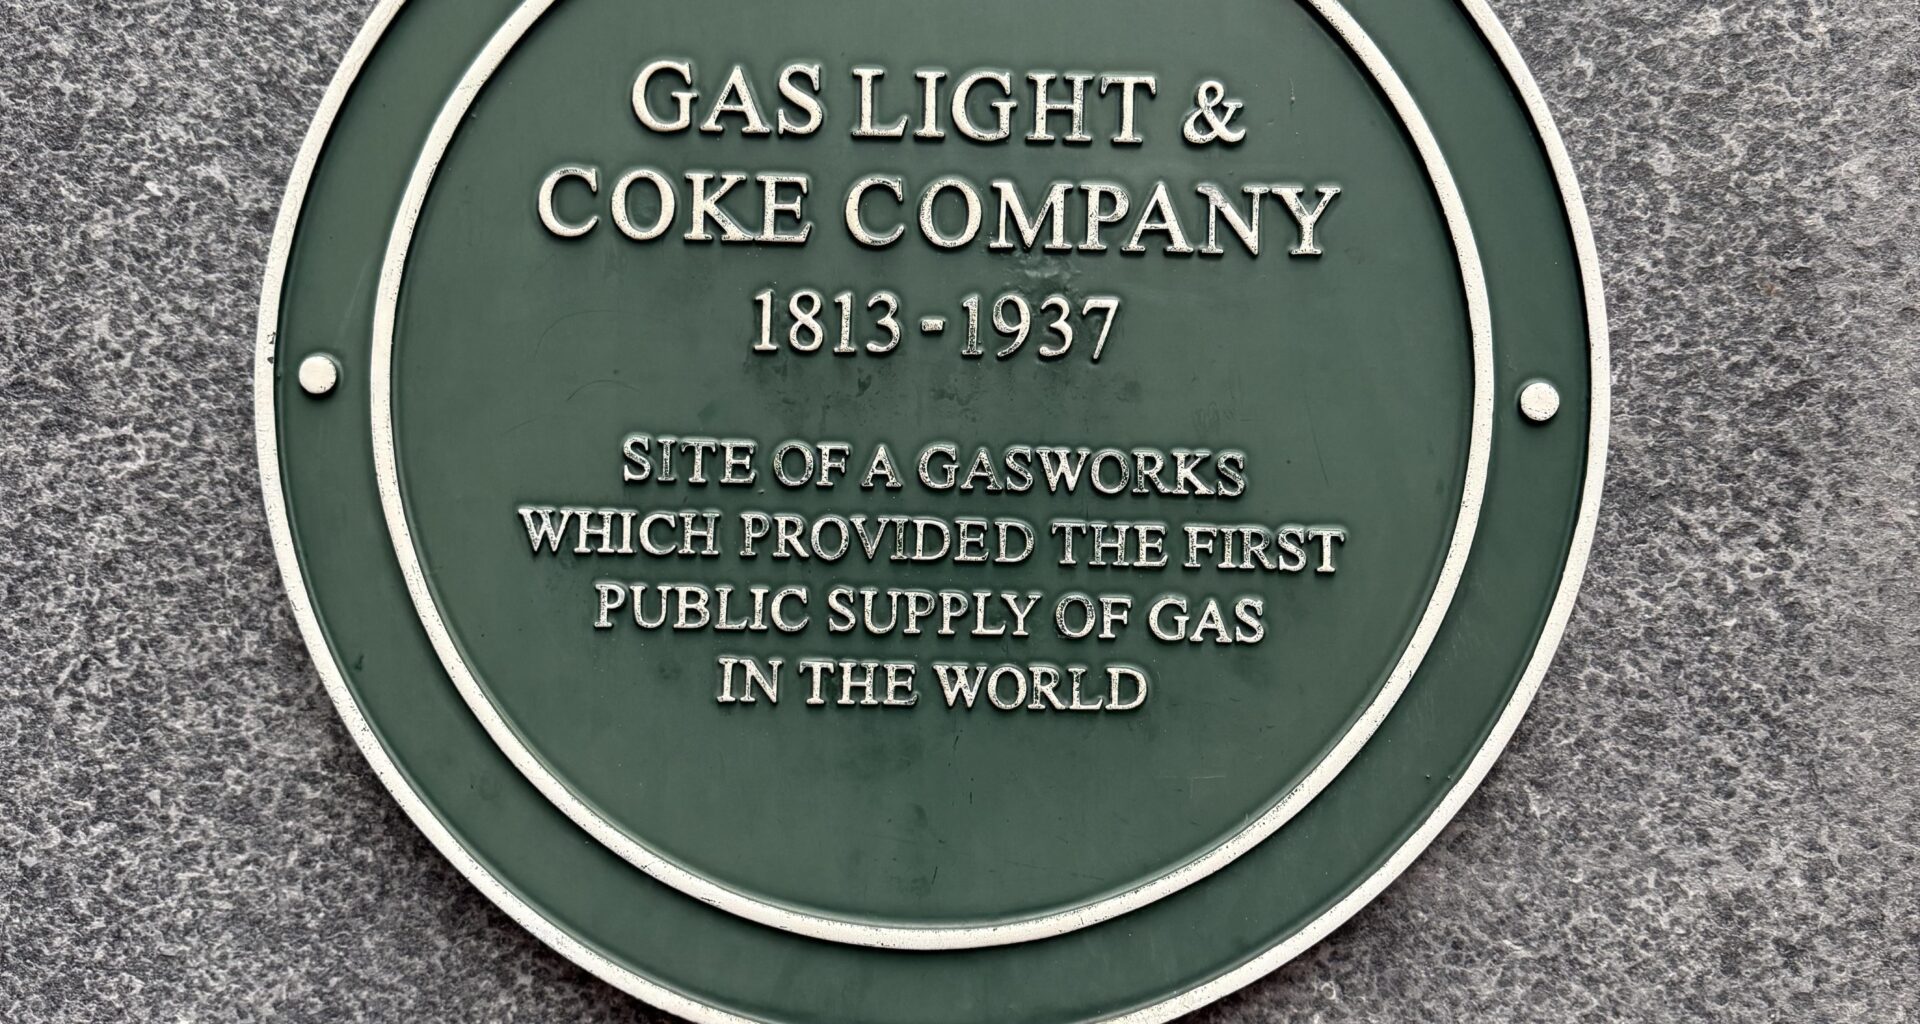 GAS LIGHT &
COKE COMPANY
1813-1937
SITE OF A GASWORKS
WHICH PROVIDED THE FIRST
PUBLIC SUPPLY OF GAS
IN THE WORLD